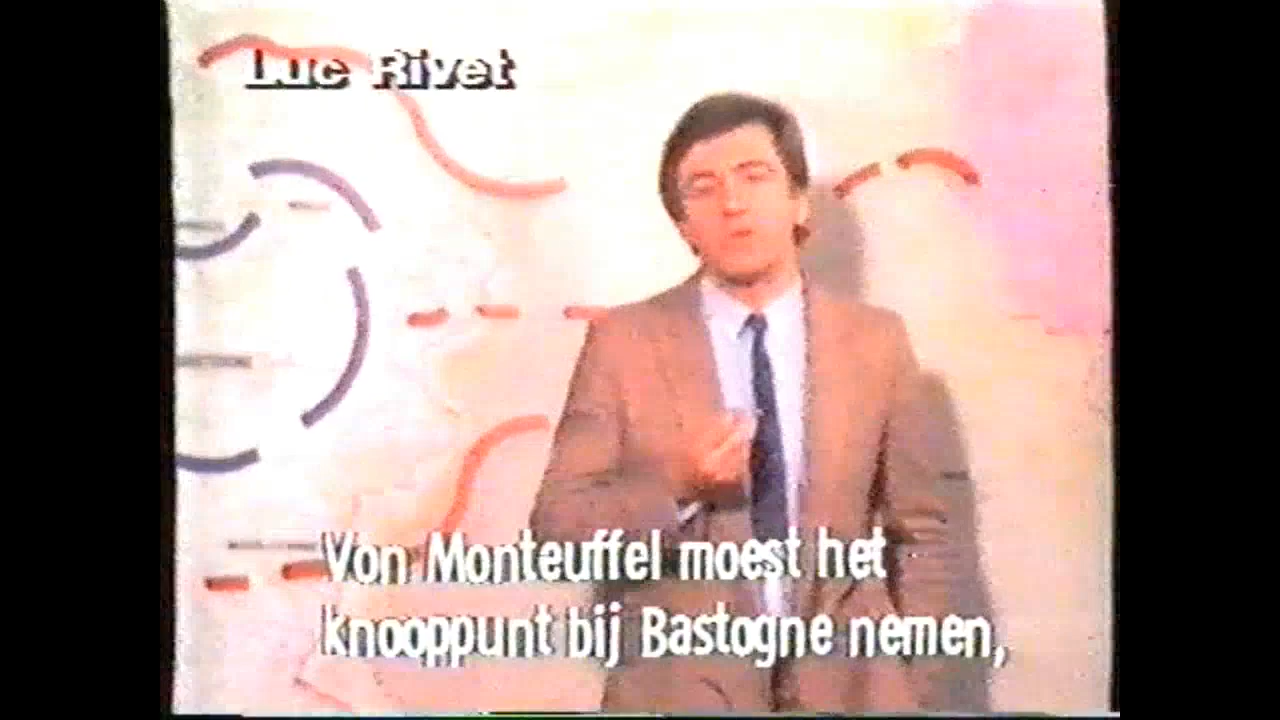 Luc Rivet
Von Monteuffel moest het
knooppunt bij Bastogne nemen,